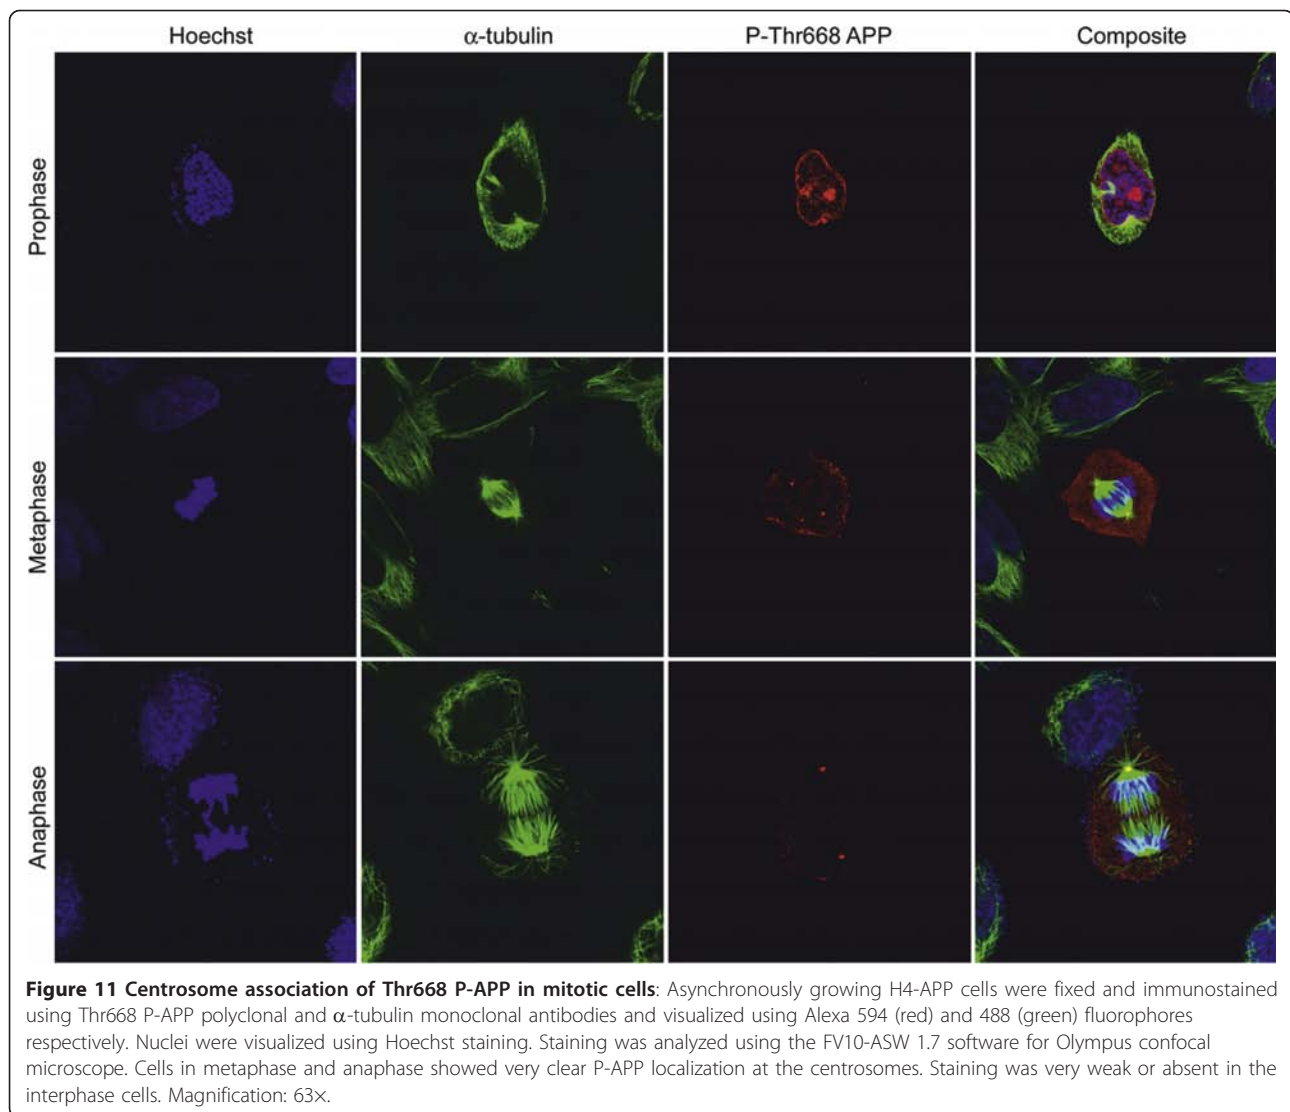 Hoechst α-tubulin P-Thr668 APP Composite
Prophase
Metaphase
Anaphase
Figure 11 Centrosome association of Thr668 P-APP in mitotic cells: Asynchronously growing H4-APP cells were fixed and immunostained
using Thr668 P-APP polyclonal and α-tubulin monoclonal antibodies and visualized using Alexa 594 (red) and 488 (green) fluorophores
respectively. Nuclei were visualized using Hoechst staining. Staining was analyzed using the FV10-ASW 1.7 software for Olympus confocal
microscope. Cells in metaphase and anaphase showed very clear P-APP localization at the centrosomes. Staining was very weak or absent in the
interphase cells. Magnification: 63×.